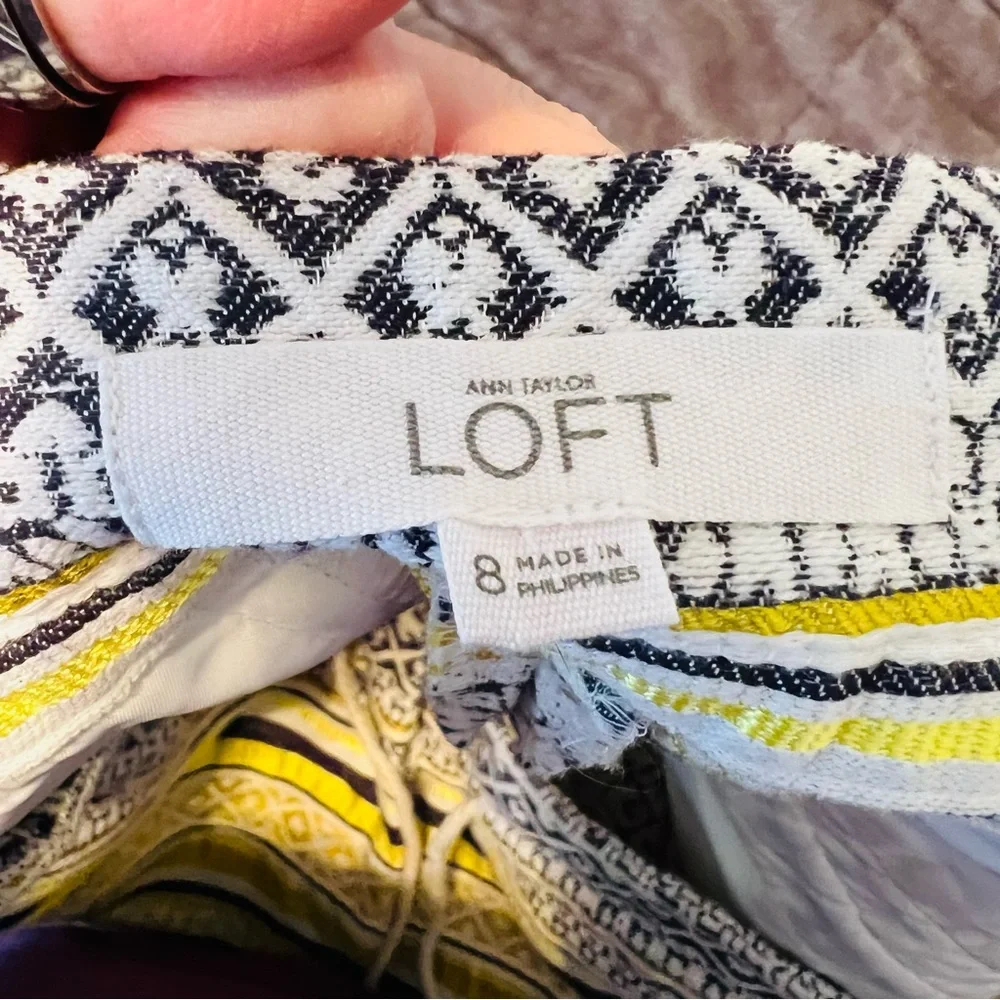 ANN TAYLOR
LOFT
8 MADE IN
PHILIPPINES